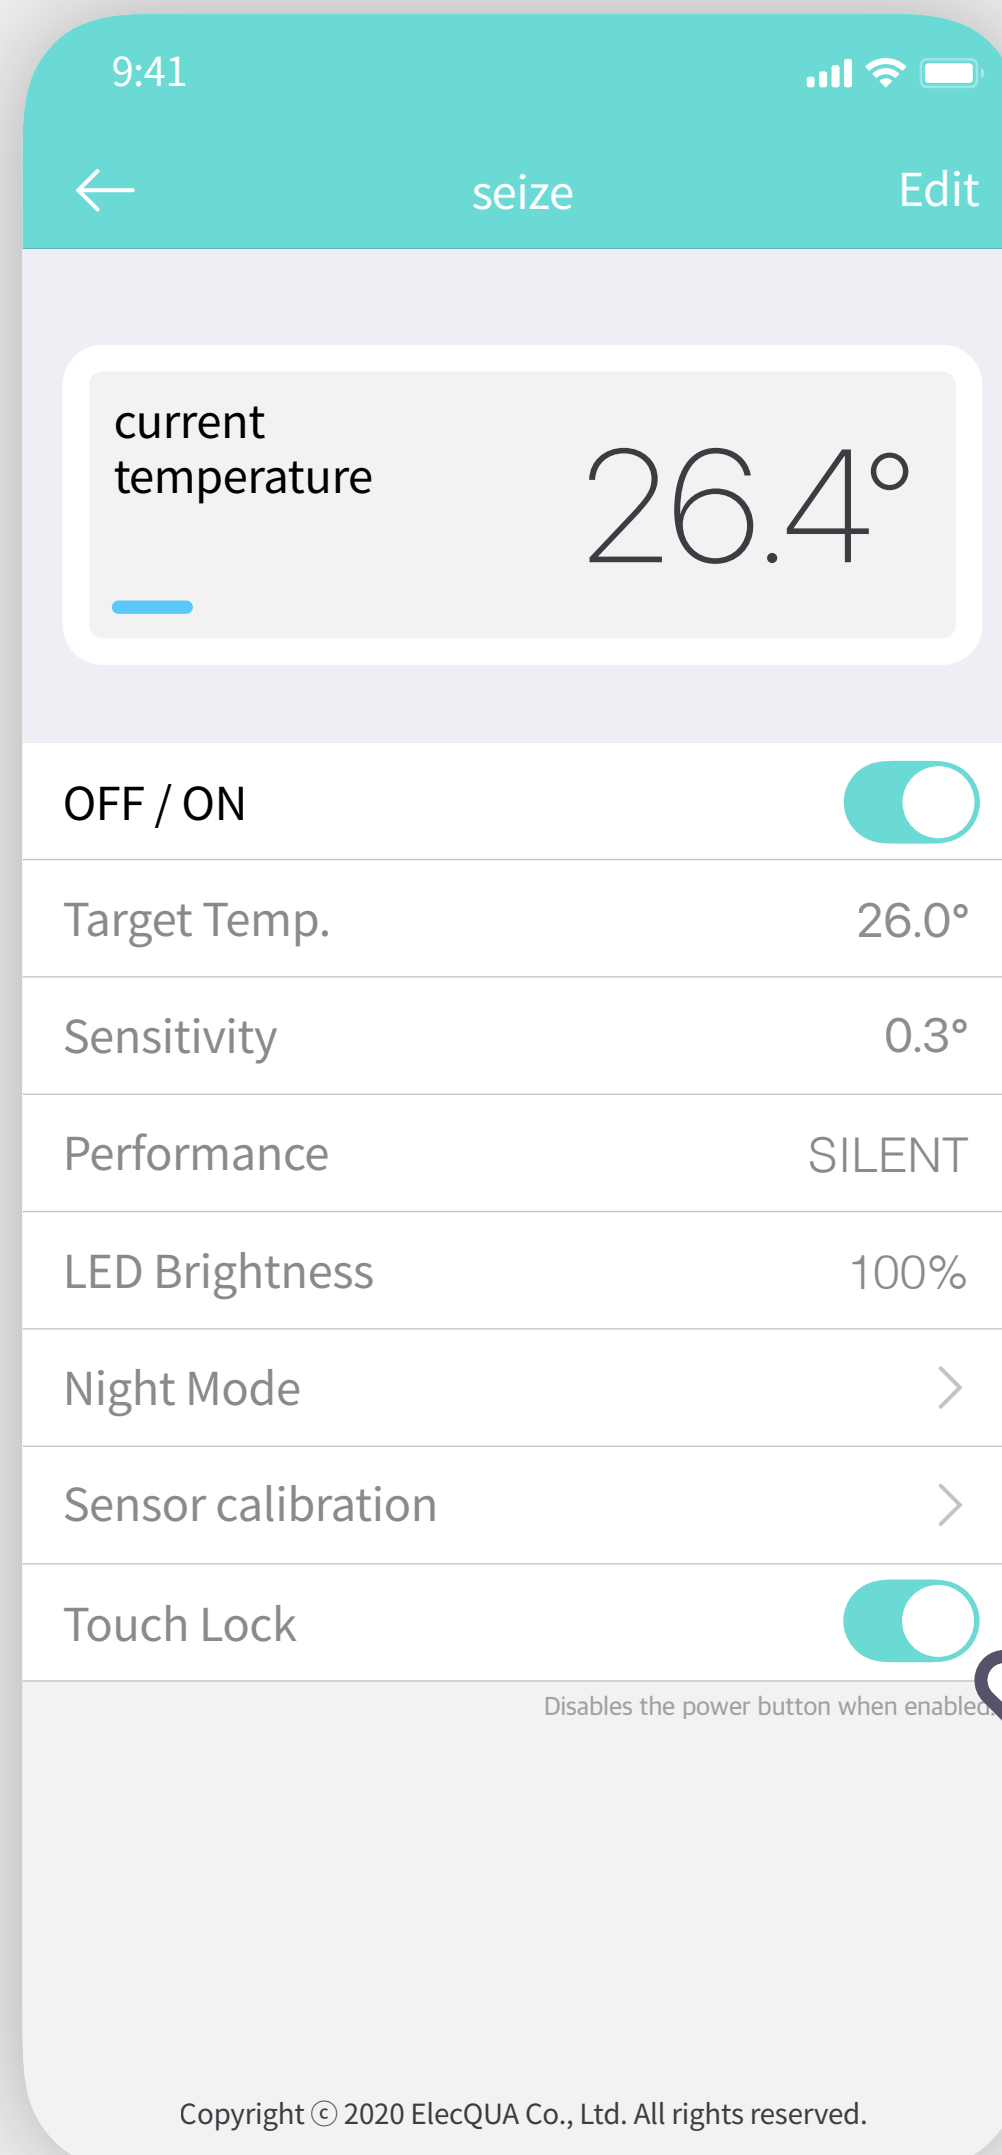 9:41
seize
Edit
current
temperature
26.4°
OFF / ON
Target Temp.
26.0°
Sensitivity
0.3°
Performance
SILENT
LED Brightness
100%
Night Mode
Sensor calibration
Touch Lock
Disables the power button when enabled.
Copyright ⓒ 2020 ElecQUA Co., Ltd. All rights reserved.